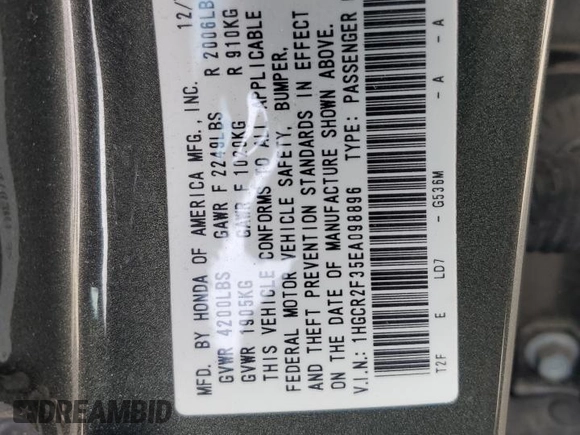 MFD. BY HONDA OF AMERICA MFG., INC. 12/
GVWR 4200LBS GAWR F 2249LBS R 2006LB
GVWR 1905KG GAWR F 1020KG R 910KG
THIS VEHICLE CONFORMS TO ALL APPLICABLE
FEDERAL MOTOR VEHICLE SAFETY, BUMPER,
AND THEFT PREVENTION STANDARDS IN EFFECT
ON THE DATE OF MANUFACTURE SHOWN ABOVE.
V.I.N.: 1HGCR2F35EA098896 TYPE: PASSENGER
T2F E LD7 - G536M - A - A
DREAMBID